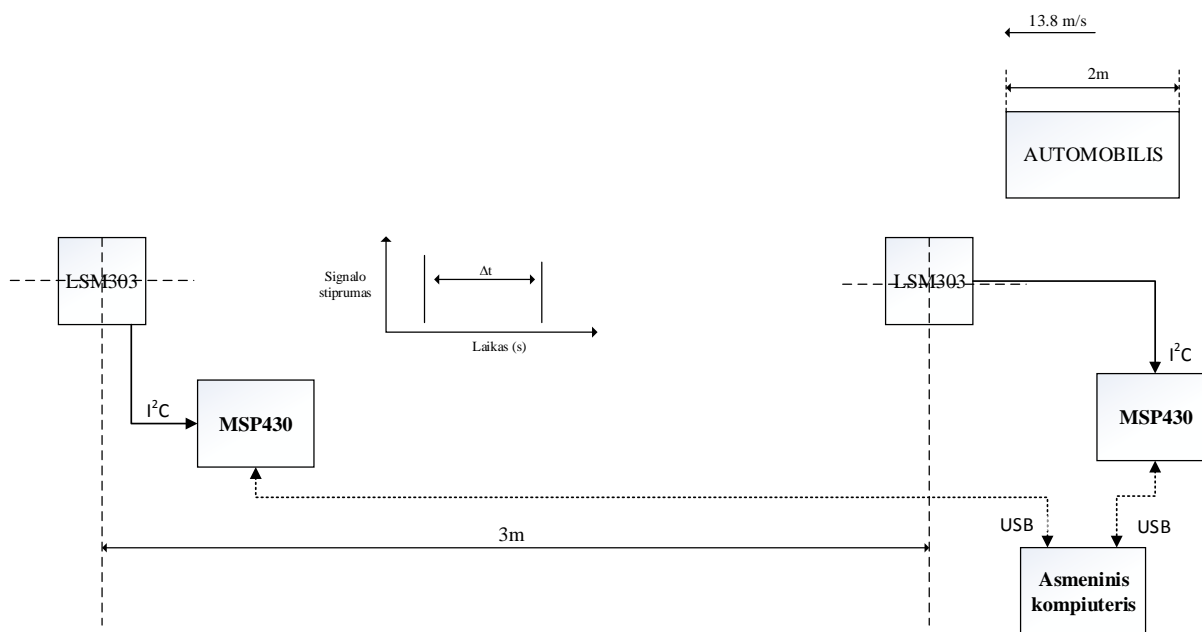 13.8 m/s
2m
AUTOMOBILIS
LSM303
Signalo
stiprumas
Δt
Laikas (s)
LSM303
I²C
MSP430
I²C
MSP430
USB
USB
3m
Asmeninis
kompiuteris